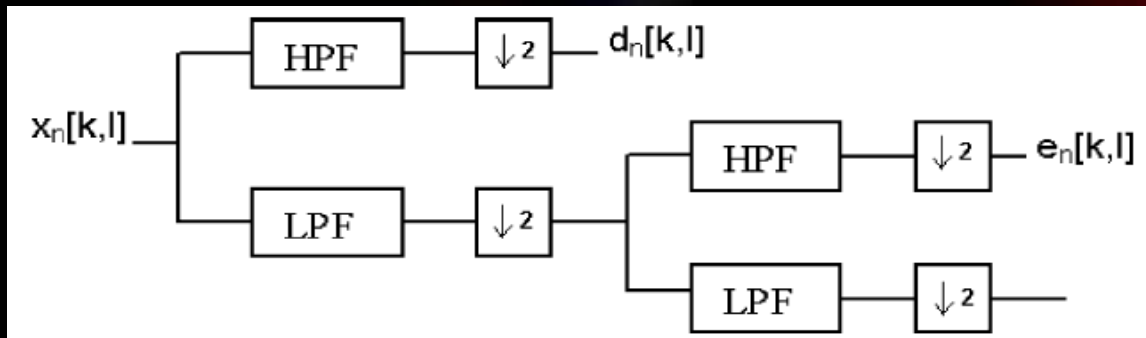 HPF
↓2
dₙ[k,l]
xₙ[k,l]
HPF
↓2
eₙ[k,l]
LPF
↓2
LPF
↓2